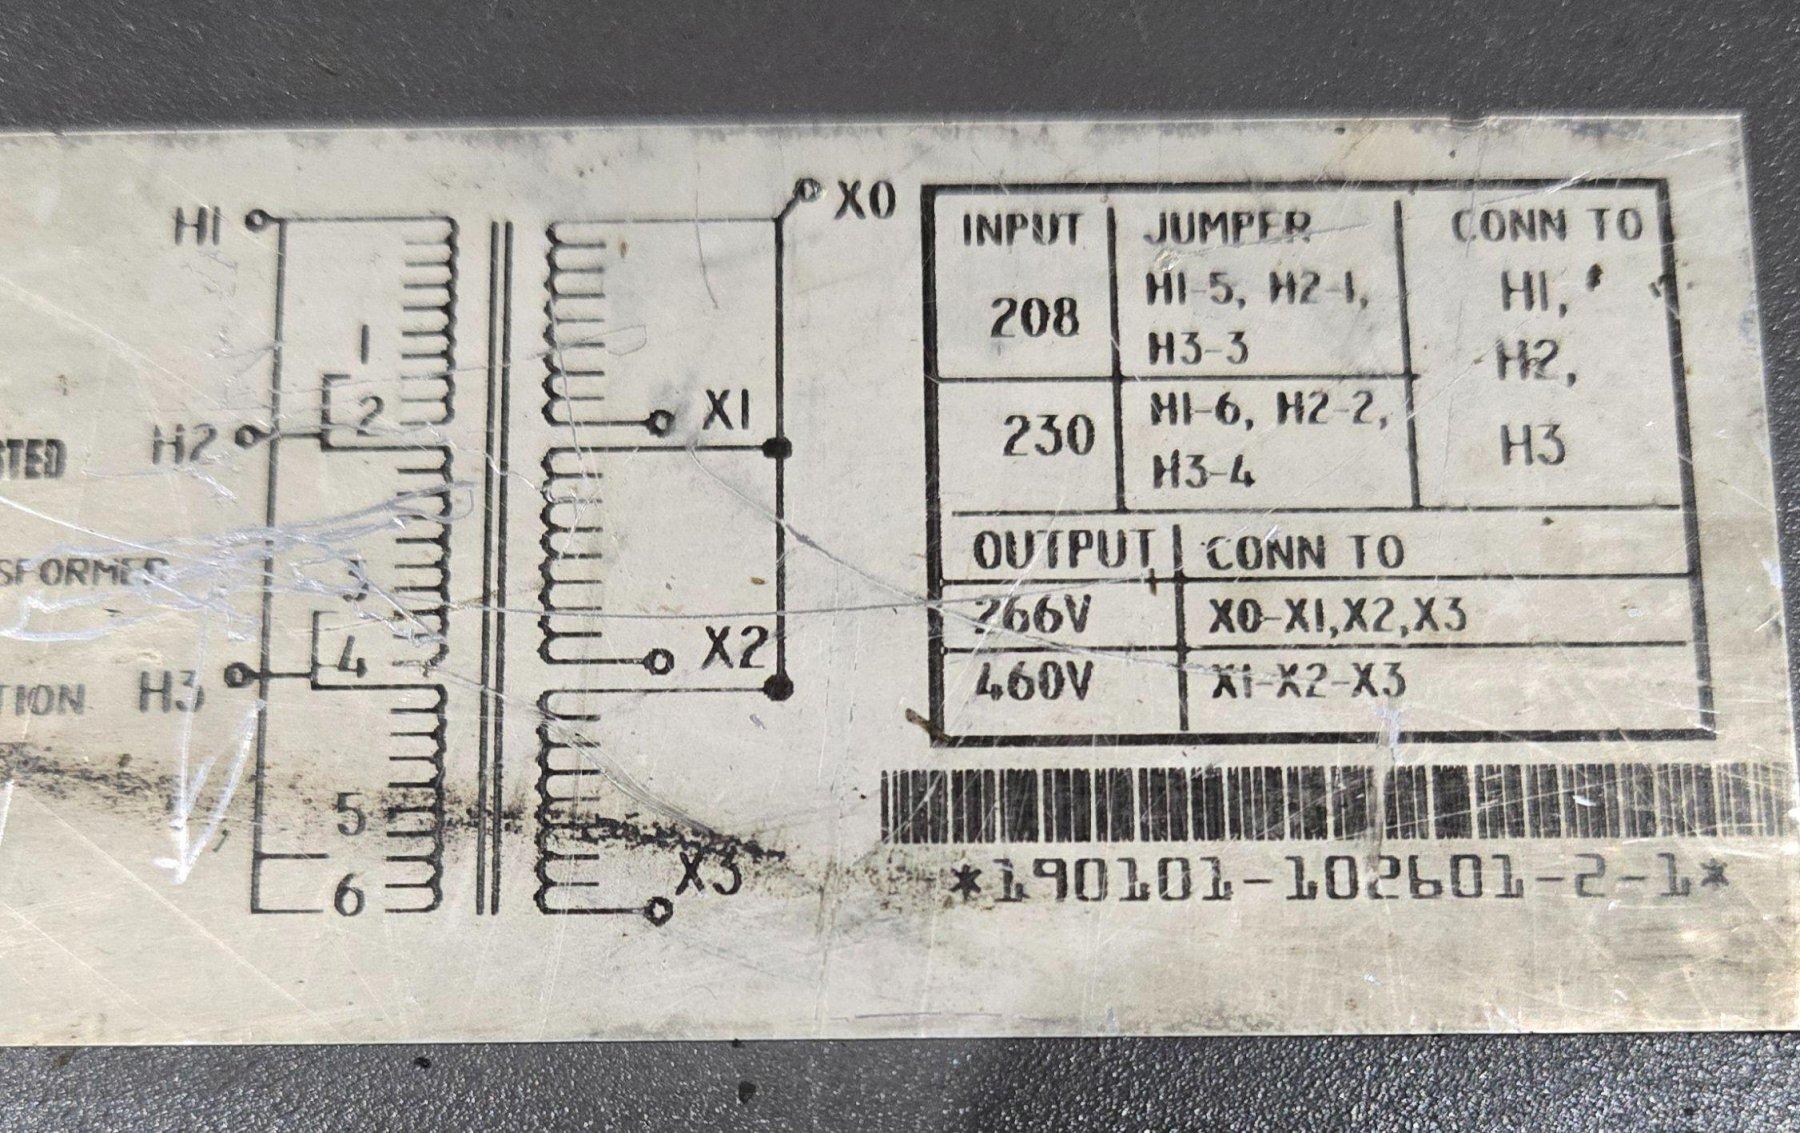 H1
1
2
H2
STED
3
SFORMER
4
H3
TION
5
6
X0
X1
X2
X3
INPUT JUMPER CONN TO
208 H1-5, H2-1,
H3-3
230 H1-6, H2-2,
H3-4
H1,
H2,
H3
OUTPUT CONN TO
266V X0-X1,X2,X3
460V X1-X2-X3
*190101-102601-2-1*